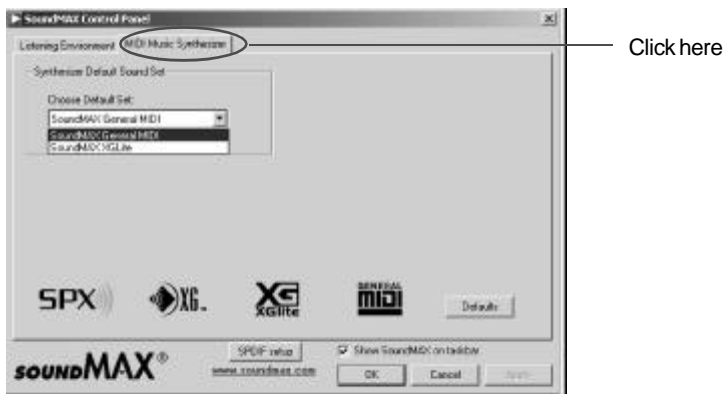 SoundMAX Control Panel
Listening Environment MIDI Music Synthesizer
Click here
Synthesizer Default Sound Set
Choose Default Set:
SoundMAX General MIDI
SoundMAX General MIDI
SoundMAX XGLite
SPX
XG
XG
XGlite
GENERAL
MIDI
Defaults
SOUNDMAX®
SPDIF setup
www.soundmax.com
Show SoundMAX on taskbar
OK
Cancel
Apply